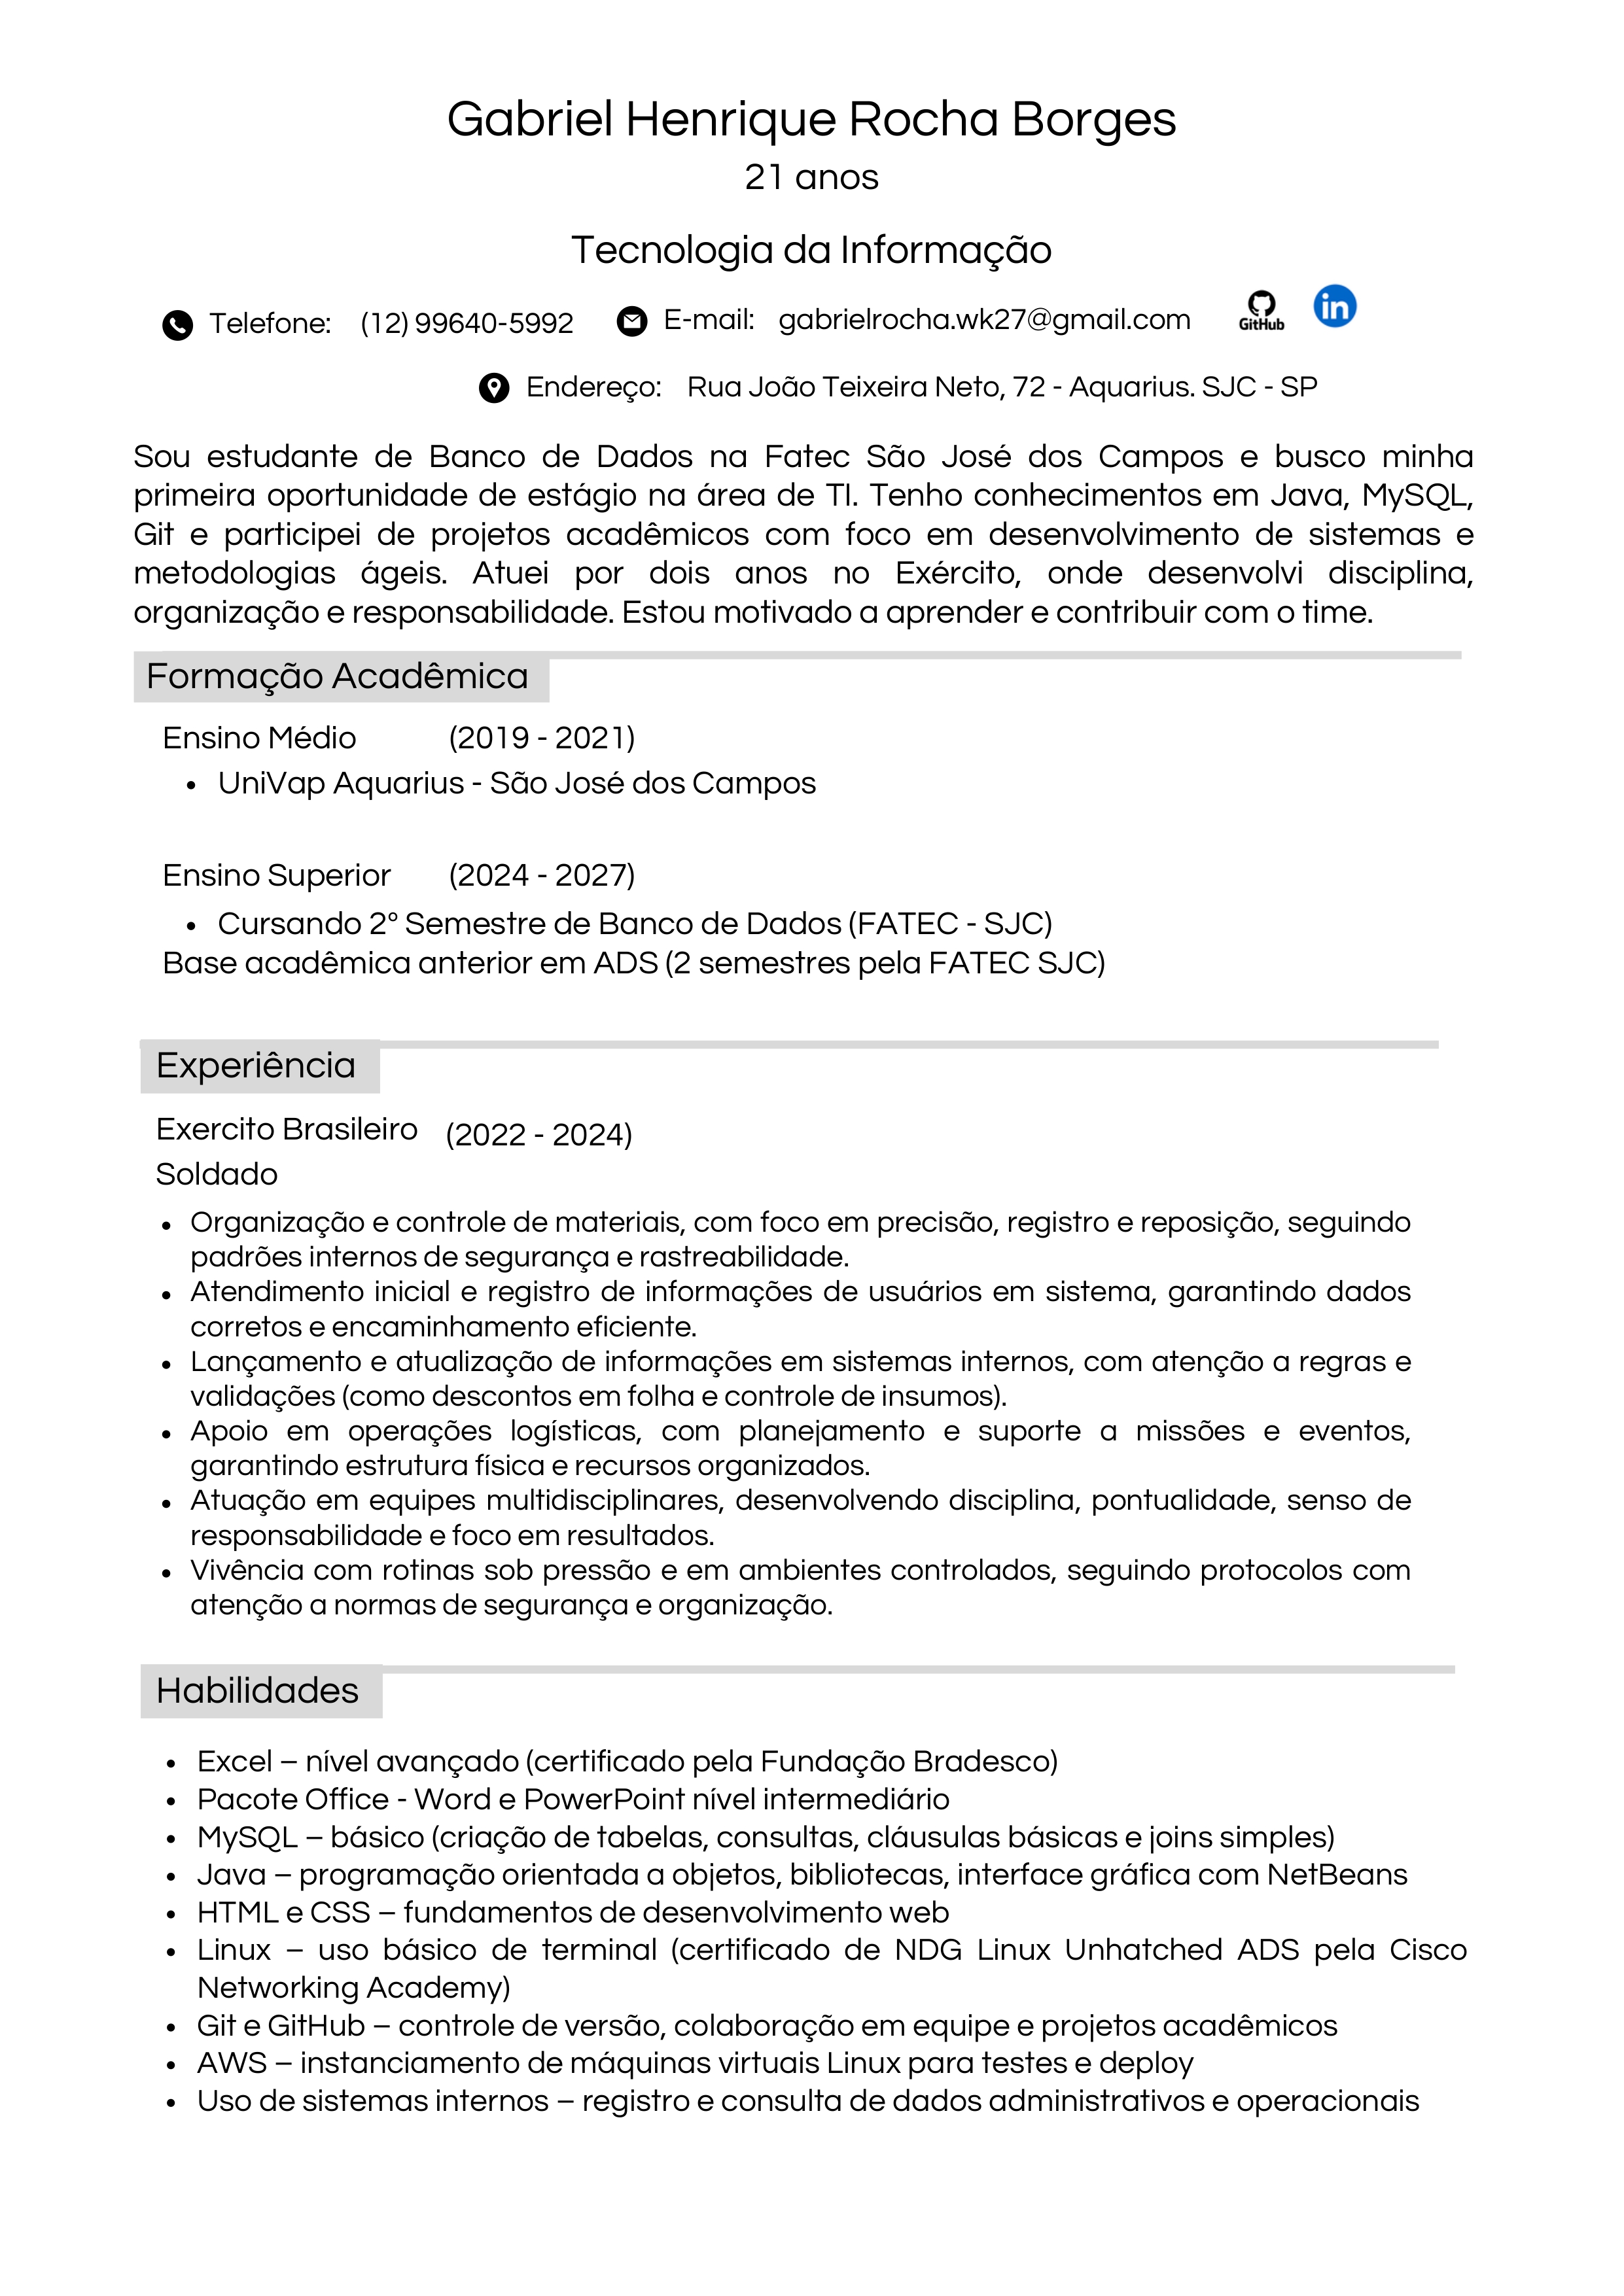 Gabriel Henrique Rocha Borges
21 anos
Tecnologia da Informação
Telefone: (12) 99640-5992 E-mail: gabrielrocha.wk27@gmail.com GitHub in
Endereço: Rua João Teixeira Neto, 72 - Aquarius. SJC - SP
Sou estudante de Banco de Dados na Fatec São José dos Campos e busco minha
primeira oportunidade de estágio na área de TI. Tenho conhecimentos em Java, MySQL,
Git e participei de projetos acadêmicos com foco em desenvolvimento de sistemas e
metodologias ágeis. Atuei por dois anos no Exército, onde desenvolvi disciplina,
organização e responsabilidade. Estou motivado a aprender e contribuir com o time.
Formação Acadêmica
Ensino Médio (2019 - 2021)
• UniVap Aquarius - São José dos Campos
Ensino Superior (2024 - 2027)
• Cursando 2º Semestre de Banco de Dados (FATEC - SJC)
Base acadêmica anterior em ADS (2 semestres pela FATEC SJC)
Experiência
Exercito Brasileiro (2022 - 2024)
Soldado
• Organização e controle de materiais, com foco em precisão, registro e reposição, seguindo
padrões internos de segurança e rastreabilidade.
• Atendimento inicial e registro de informações de usuários em sistema, garantindo dados
corretos e encaminhamento eficiente.
• Lançamento e atualização de informações em sistemas internos, com atenção a regras e
validações (como descontos em folha e controle de insumos).
• Apoio em operações logísticas, com planejamento e suporte a missões e eventos,
garantindo estrutura física e recursos organizados.
• Atuação em equipes multidisciplinares, desenvolvendo disciplina, pontualidade, senso de
responsabilidade e foco em resultados.
• Vivência com rotinas sob pressão e em ambientes controlados, seguindo protocolos com
atenção a normas de segurança e organização.
Habilidades
• Excel – nível avançado (certificado pela Fundação Bradesco)
• Pacote Office - Word e PowerPoint nível intermediário
• MySQL – básico (criação de tabelas, consultas, cláusulas básicas e joins simples)
• Java – programação orientada a objetos, bibliotecas, interface gráfica com NetBeans
• HTML e CSS – fundamentos de desenvolvimento web
• Linux – uso básico de terminal (certificado de NDG Linux Unhatched ADS pela Cisco
Networking Academy)
• Git e GitHub – controle de versão, colaboração em equipe e projetos acadêmicos
• AWS – instanciamento de máquinas virtuais Linux para testes e deploy
• Uso de sistemas internos – registro e consulta de dados administrativos e operacionais